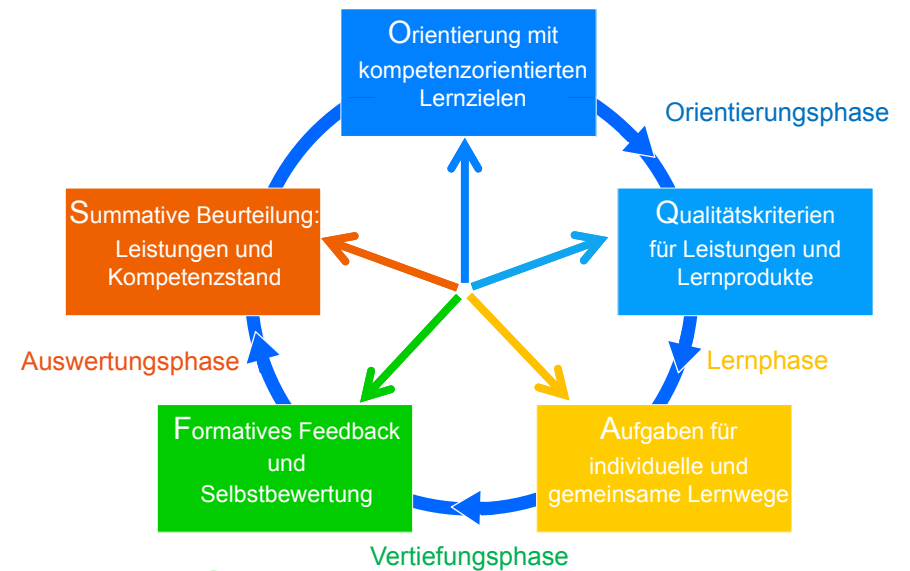 Orientierung mit
kompetenzorientierten
Lernzielen
Orientierungsphase
Summative Beurteilung:
Leistungen und
Kompetenzstand
Qualitätskriterien
für Leistungen und
Lernprodukte
Auswertungsphase
Lernphase
Formatives Feedback
und
Selbstbewertung
Aufgaben für
individuelle und
gemeinsame Lernwege
Vertiefungsphase